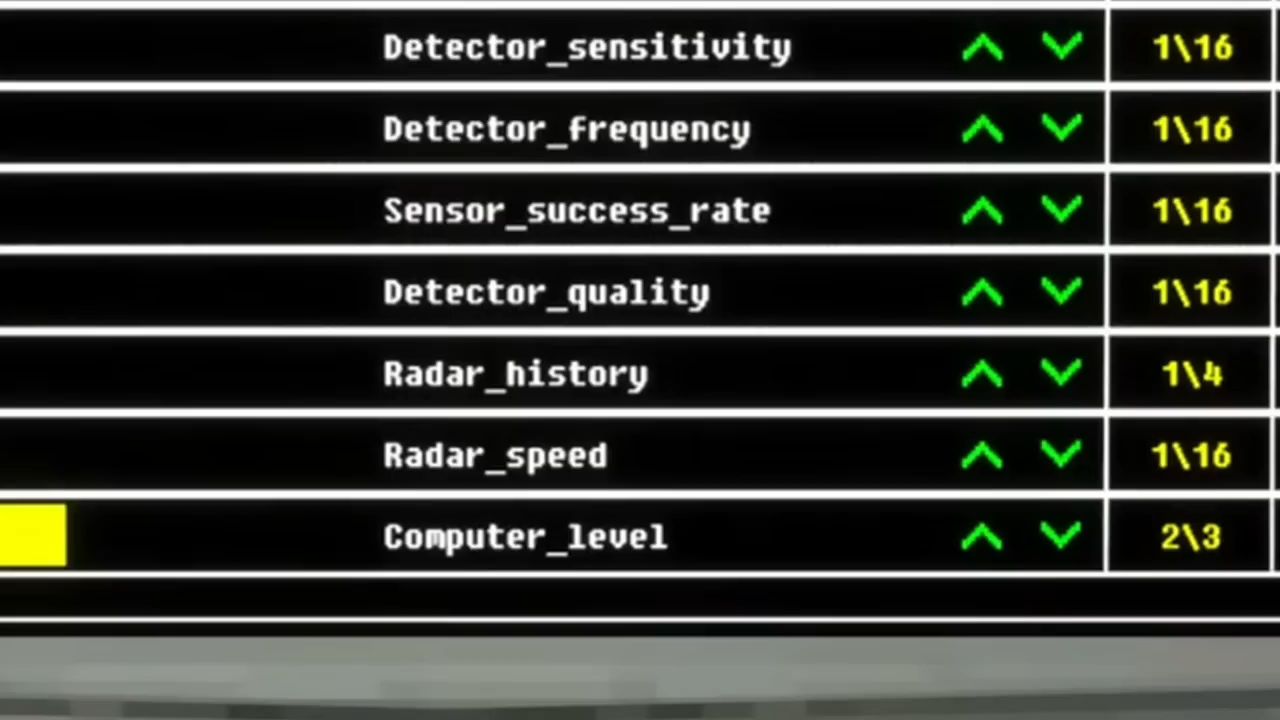 Detector_sensitivity 1\16
Detector_frequency 1\16
Sensor_success_rate 1\16
Detector_quality 1\16
Radar_history 1\4
Radar_speed 1\16
Computer_level 2\3